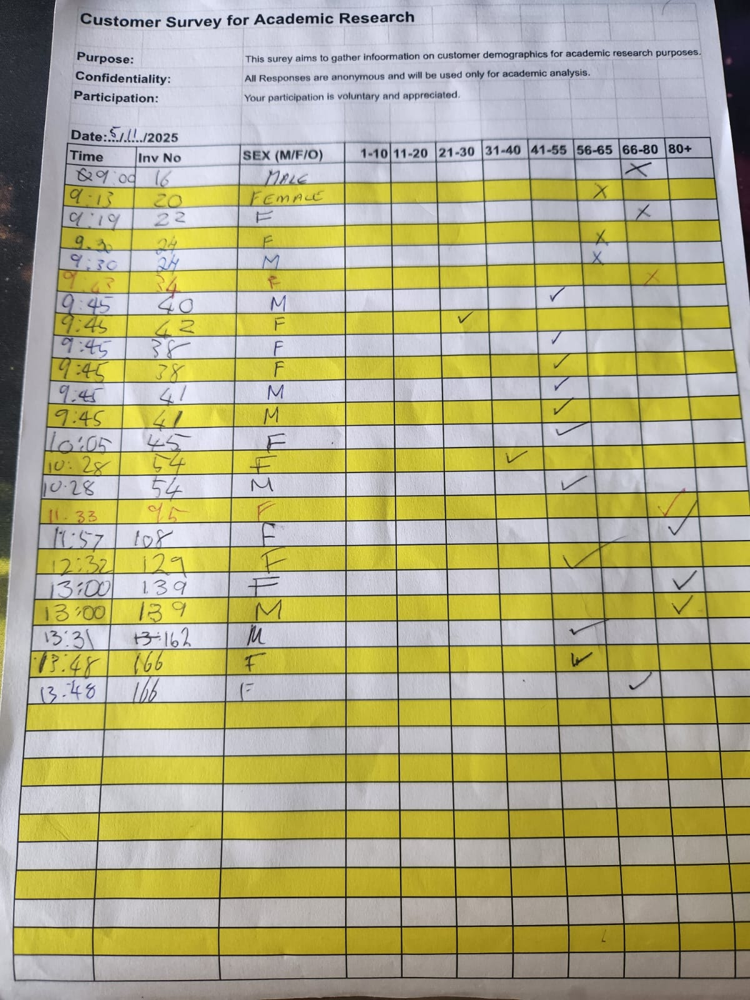 Customer Survey for Academic Research
Purpose: This surey aims to gather infoormation on customer demographics for academic research purposes.
Confidentiality: All Responses are anonymous and will be used only for academic analysis.
Participation: Your participation is voluntary and appreciated.
Date: 5/11/2025
Time Inv No SEX (M/F/O) 1-10 11-20 21-30 31-40 41-55 56-65 66-80 80+
09:00 16 MALE X
9:13 20 FEMALE X
9:19 22 F X
9.30 24 F X
9:30 24 M X
9.43 34 F X
9:45 40 M ✓
9:45 42 F ✓
9:45 38 F ✓
9:45 38 F ✓
9:45 41 M ✓
9:45 41 M ✓
10:05 45 F ✓
10:28 54 F ✓
10.28 54 M ✓
11.33 95 F ✓
11:57 108 F ✓
12:32 129 F ✓
13:00 139 F ✓
13:00 139 M ✓
13:31 162 M ✓
13:48 166 F ✓
13:48 166 F ✓